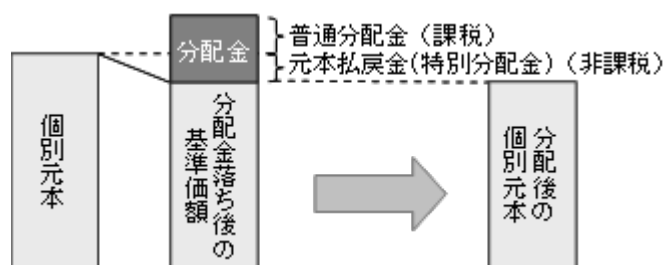 分配金
普通分配金（課税）
元本払戻金(特別分配金)（非課税）
個別元本
分配金落ち後の
基準価額
分配後の
個別元本